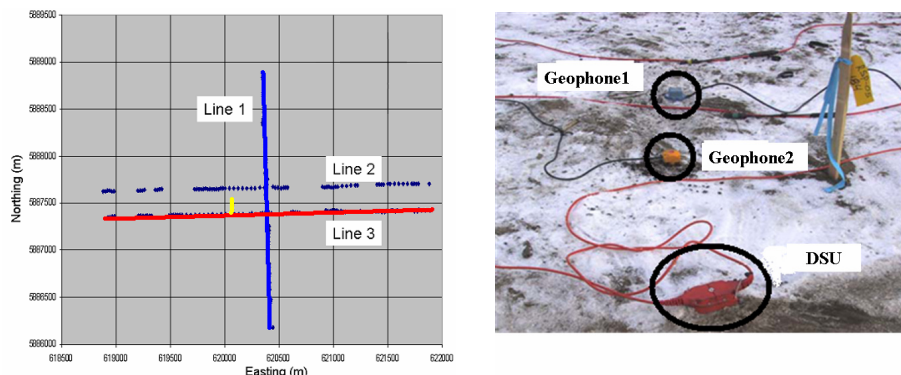 5889500
5889000
5888500
5888000
5887500
5887000
5886500
5886000
Northing (m)
Line 1
Line 2
Line 3
618500 619000 619500 620000 620500 621000 621500 622000
Easting (m)
Geophone1
Geophone2
DSU